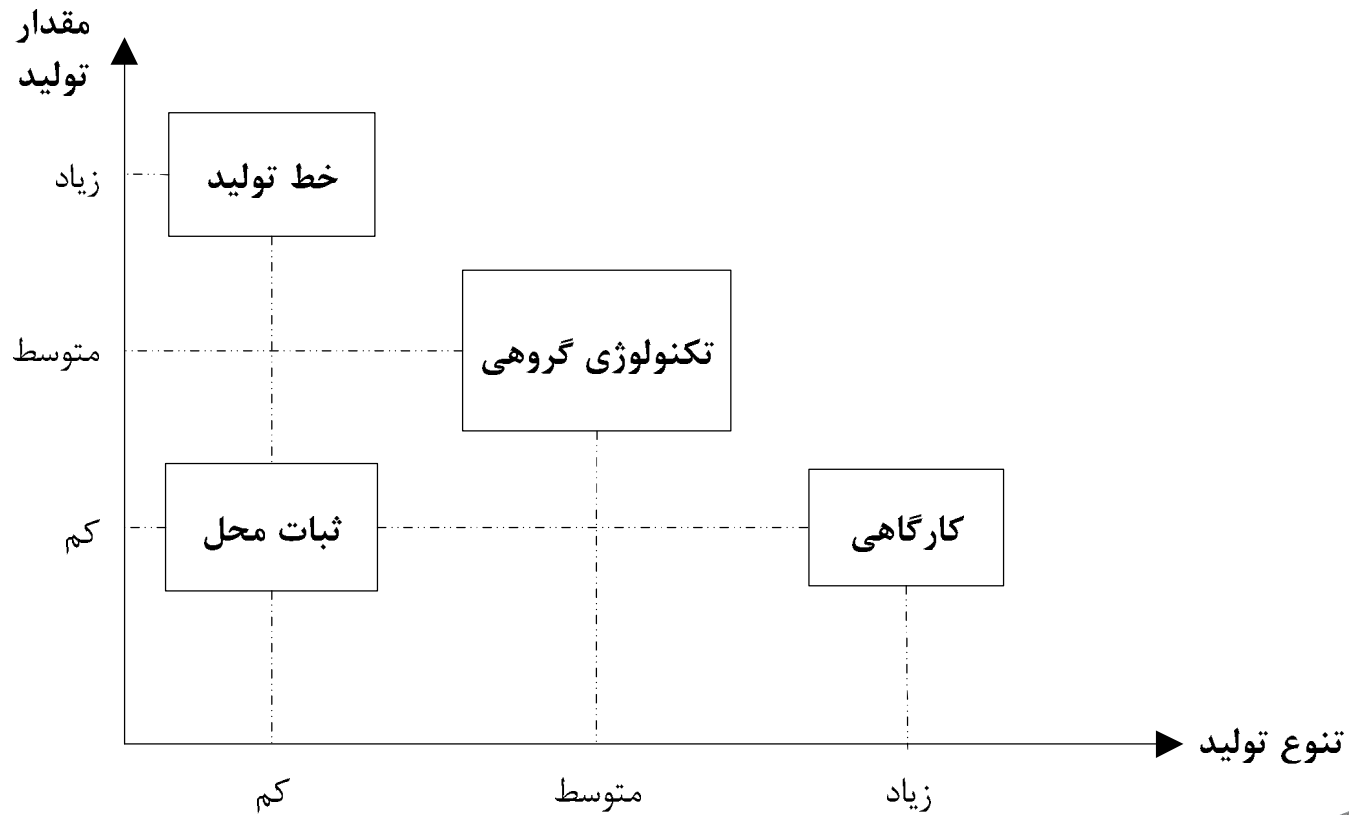 مقدار
تولید
زیاد
خط تولید
متوسط
تکنولوژی گروهی
کم
ثبات محل
کارگاهی
تنوع تولید
کم
متوسط
زیاد